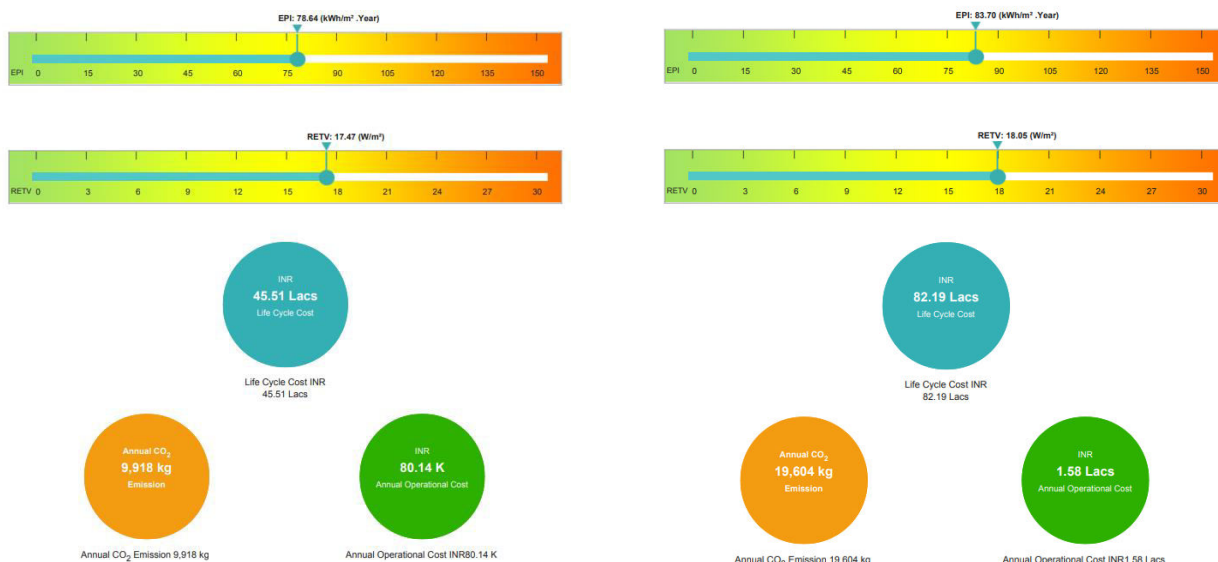 EPI: 78.64 (kWh/m² .Year)
EPI 0 15 30 45 60 75 90 105 120 135 150
RETV: 17.47 (W/m²)
RETV 0 3 6 9 12 15 18 21 24 27 30
INR
45.51 Lacs
Life Cycle Cost
Life Cycle Cost INR
45.51 Lacs
Annual CO₂
9,918 kg
Emission
INR
80.14 K
Annual Operational Cost
Annual CO₂ Emission 9,918 kg
Annual Operational Cost INR80.14 K
EPI: 83.70 (kWh/m² .Year)
EPI 0 15 30 45 60 75 90 105 120 135 150
RETV: 18.05 (W/m²)
RETV 0 3 6 9 12 15 18 21 24 27 30
INR
82.19 Lacs
Life Cycle Cost
Life Cycle Cost INR
82.19 Lacs
Annual CO₂
19,604 kg
Emission
INR
1.58 Lacs
Annual Operational Cost
Annual CO₂ Emission 19,604 kg
Annual Operational Cost INR1.58 Lacs